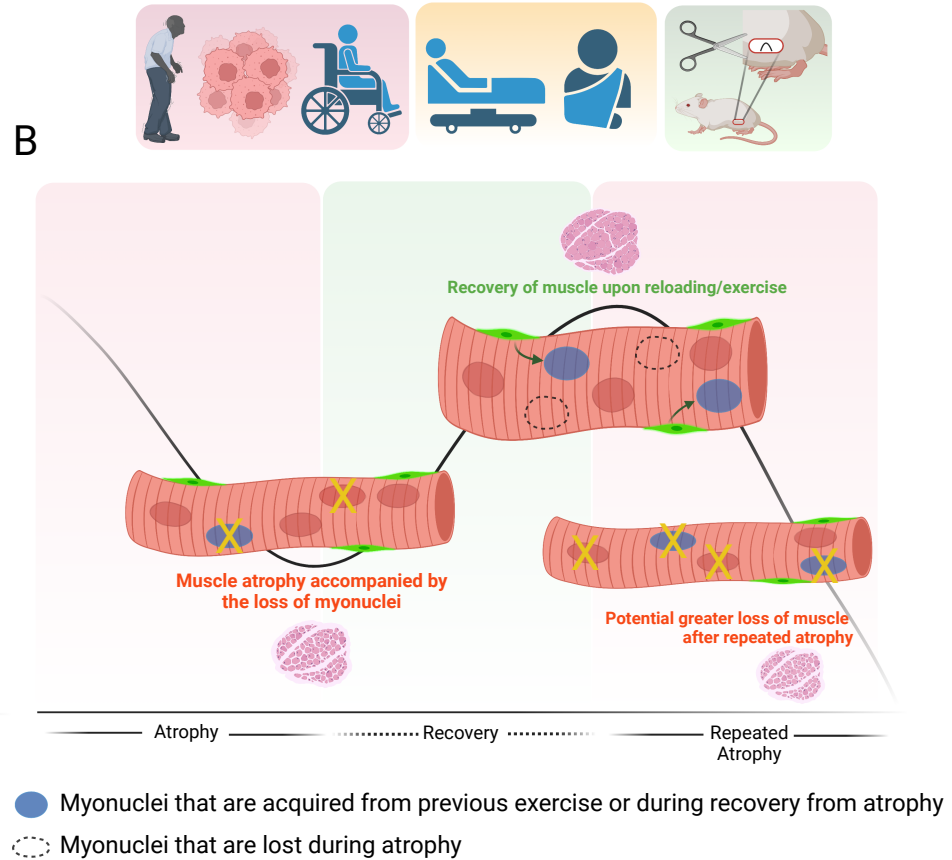 B
Recovery of muscle upon reloading/exercise
Muscle atrophy accompanied by
the loss of myonuclei
Potential greater loss of muscle
after repeated atrophy
Atrophy
Recovery
Repeated
Atrophy
Myonuclei that are acquired from previous exercise or during recovery from atrophy
Myonuclei that are lost during atrophy